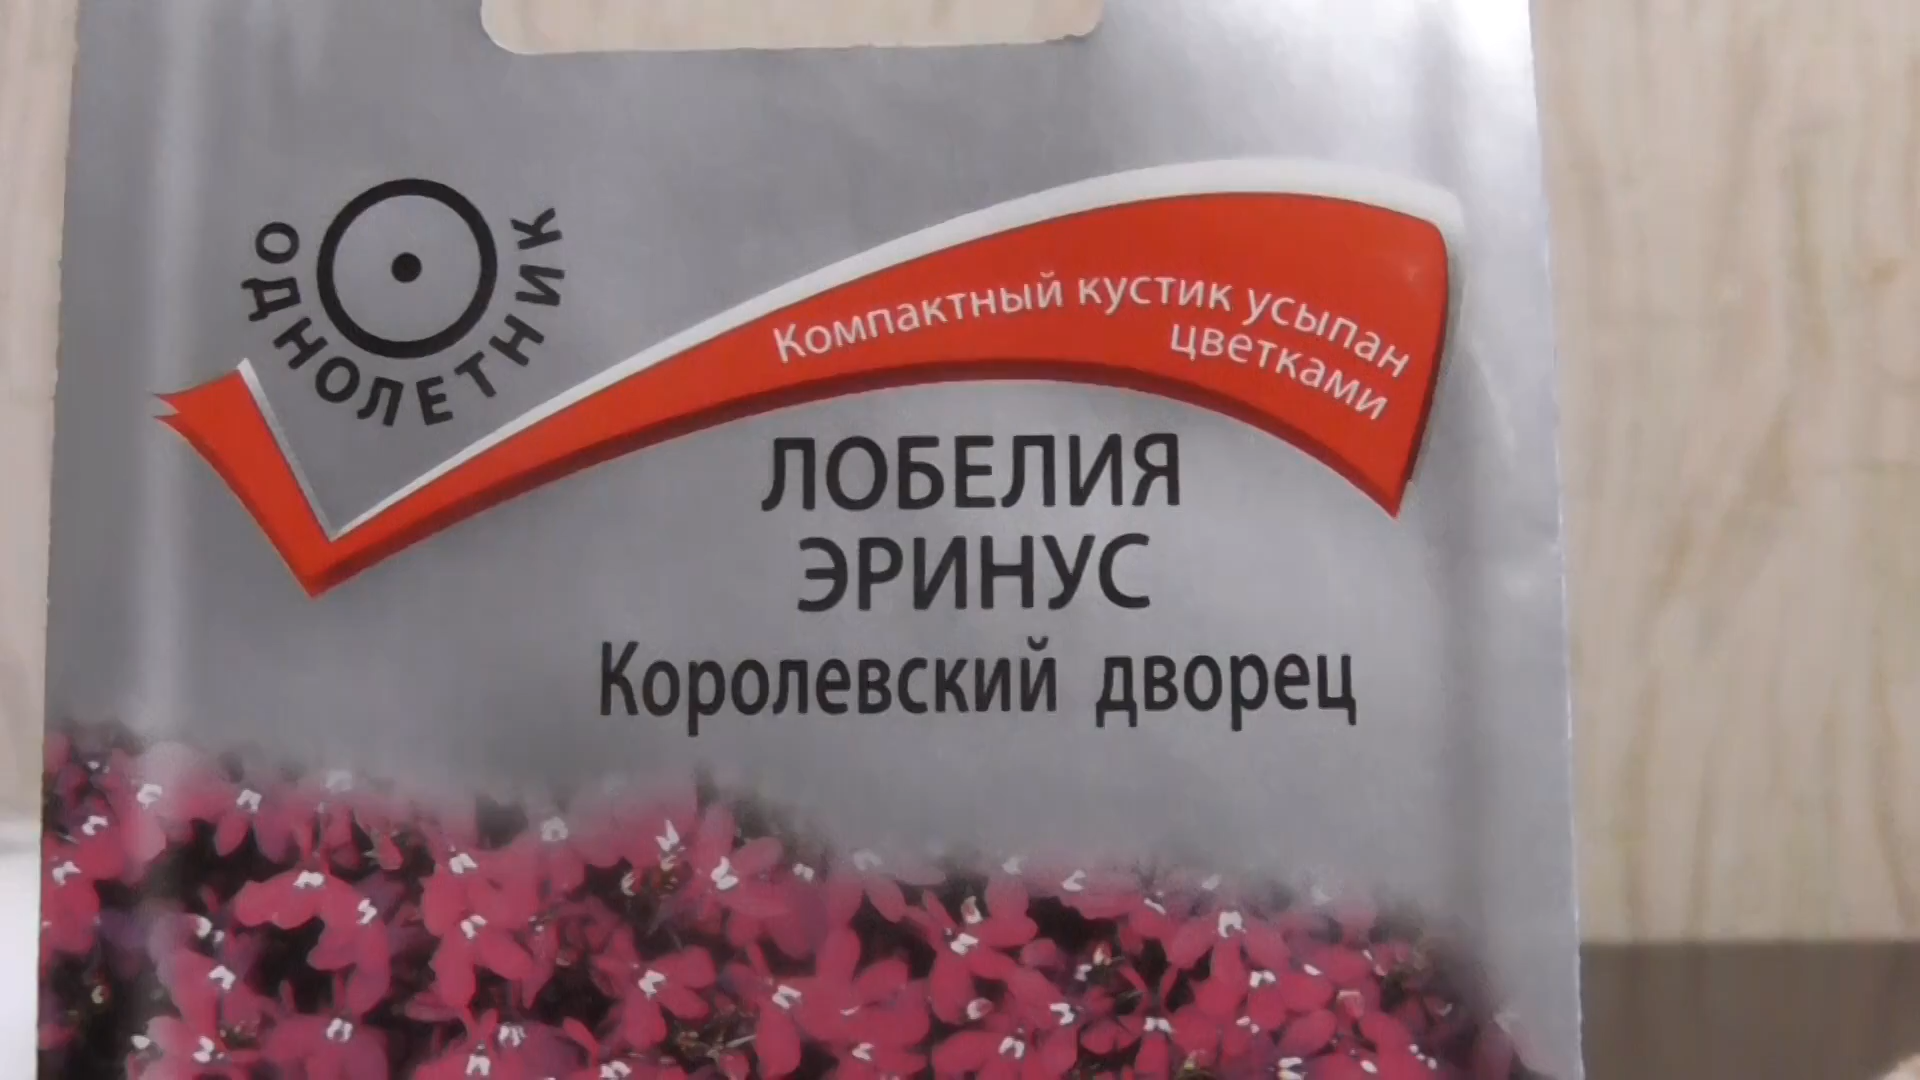 ОДНОЛЕТНИК
Компактный кустик усыпан
цветками
ЛОБЕЛИЯ
ЭРИНУС
Королевский дворец